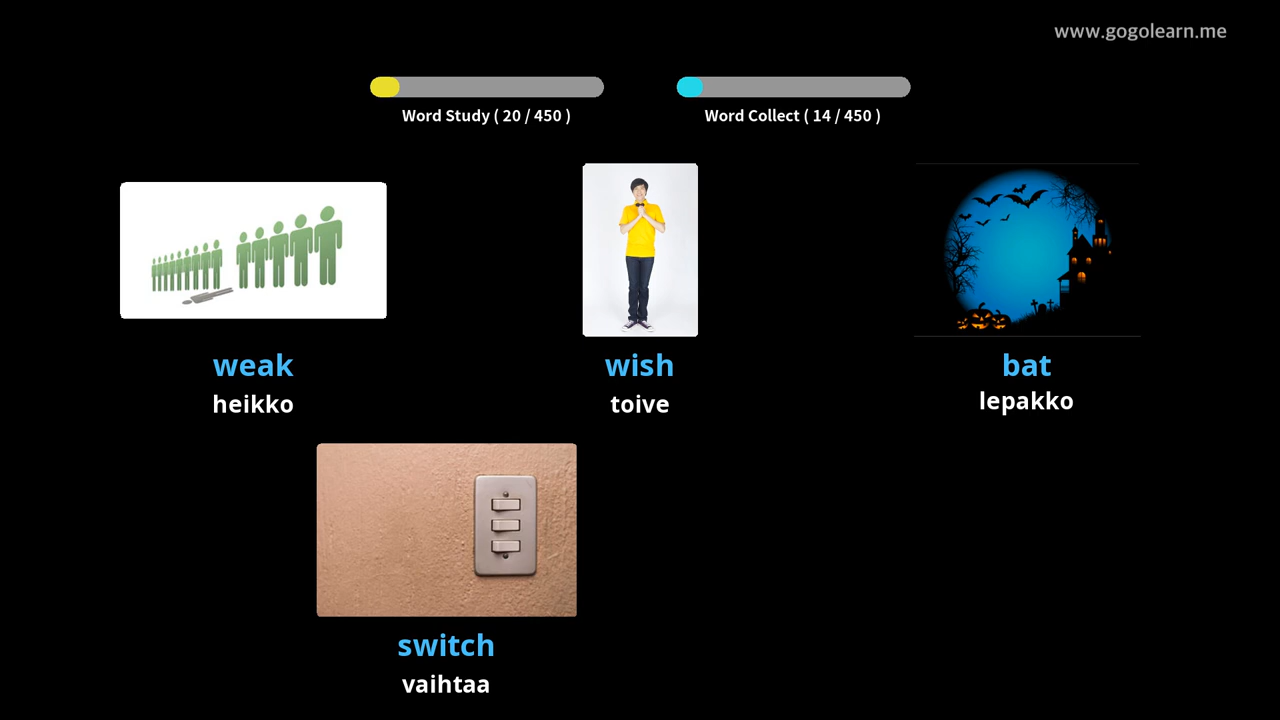 www.gogolearn.me
Word Study ( 20 / 450 )
Word Collect ( 14 / 450 )
weak
heikko
wish
toive
bat
lepakko
switch
vaihtaa